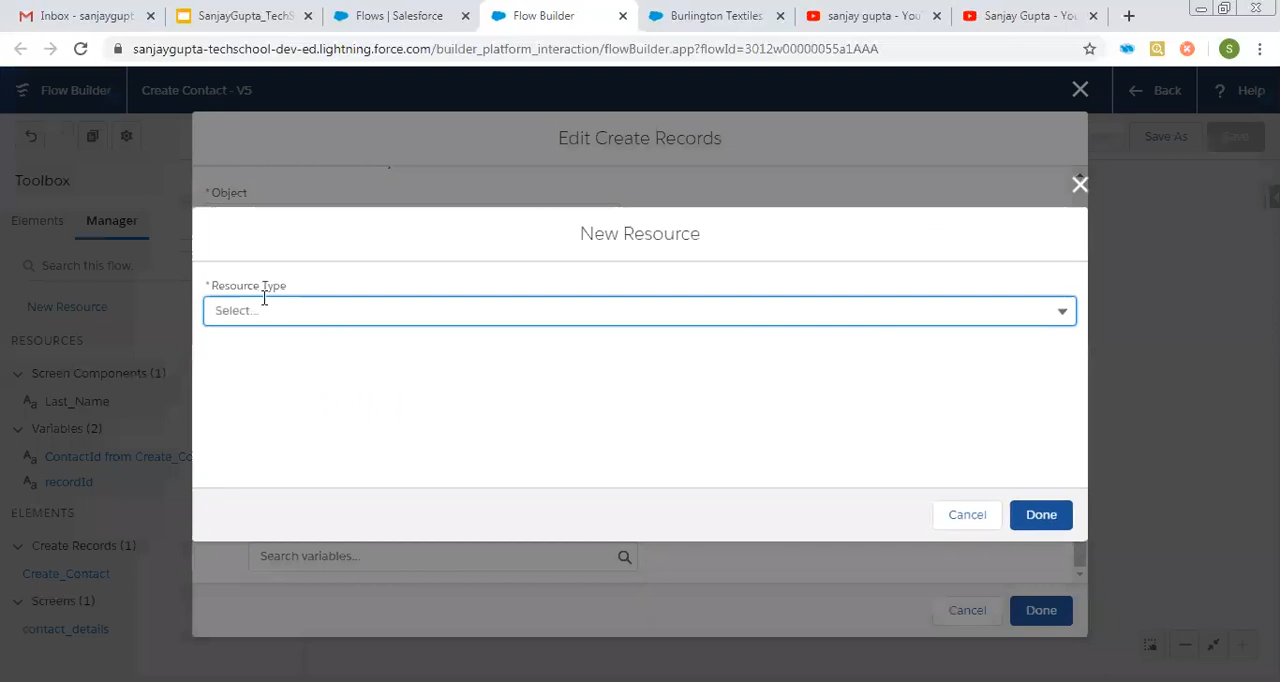 Inbox - sanjaygupt
SanjayGupta_TechS
Flows | Salesforce
Flow Builder
Burlington Textiles
sanjay gupta - You
Sanjay Gupta - You
sanjaygupta-techschool-dev-ed.lightning.force.com/builder_platform_interaction/flowBuilder.app?flowId=3012w00000055a1AAA
S
Flow Builder
Create Contact - V5
Back
? Help
Edit Create Records
Save As
Save
Toolbox
* Object
Elements
Manager
New Resource
Search this flow...
* Resource Type
Select...
New Resource
RESOURCES
Screen Components (1)
Last_Name
Variables (2)
ContactId from Create_Co
recordId
ELEMENTS
Cancel
Done
Create Records (1)
Search variables...
Create_Contact
Screens (1)
Cancel
Done
contact_details